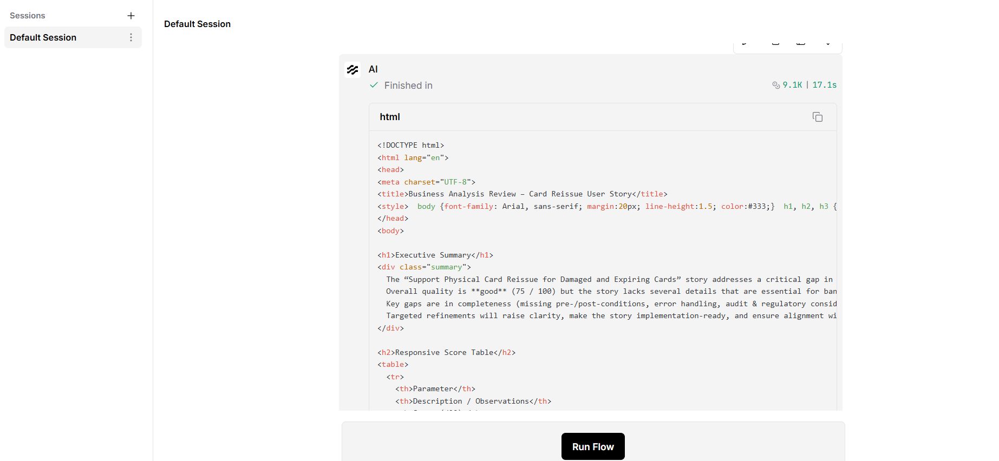 Sessions
Default Session
Default Session
AI
Finished in
9.1K | 17.1s
html
<!DOCTYPE html>
<html lang="en">
<head>
<meta charset="UTF-8">
<title>Business Analysis Review – Card Reissue User Story</title>
<style>  body {font-family: Arial, sans-serif; margin:20px; line-height:1.5; color:#333;}  h1, h2, h3 {
</head>
<body>
<h1>Executive Summary</h1>
<div class="summary">
  The “Support Physical Card Reissue for Damaged and Expiring Cards” story addresses a critical gap in
  Overall quality is **good** (75 / 100) but the story lacks several details that are essential for ban
  Key gaps are in completeness (missing pre-/post-conditions, error handling, audit & regulatory consid
  Targeted refinements will raise clarity, make the story implementation-ready, and ensure alignment wi
</div>
<h2>Responsive Score Table</h2>
<table>
  <tr>
    <th>Parameter</th>
    <th>Description / Observations</th>
Run Flow